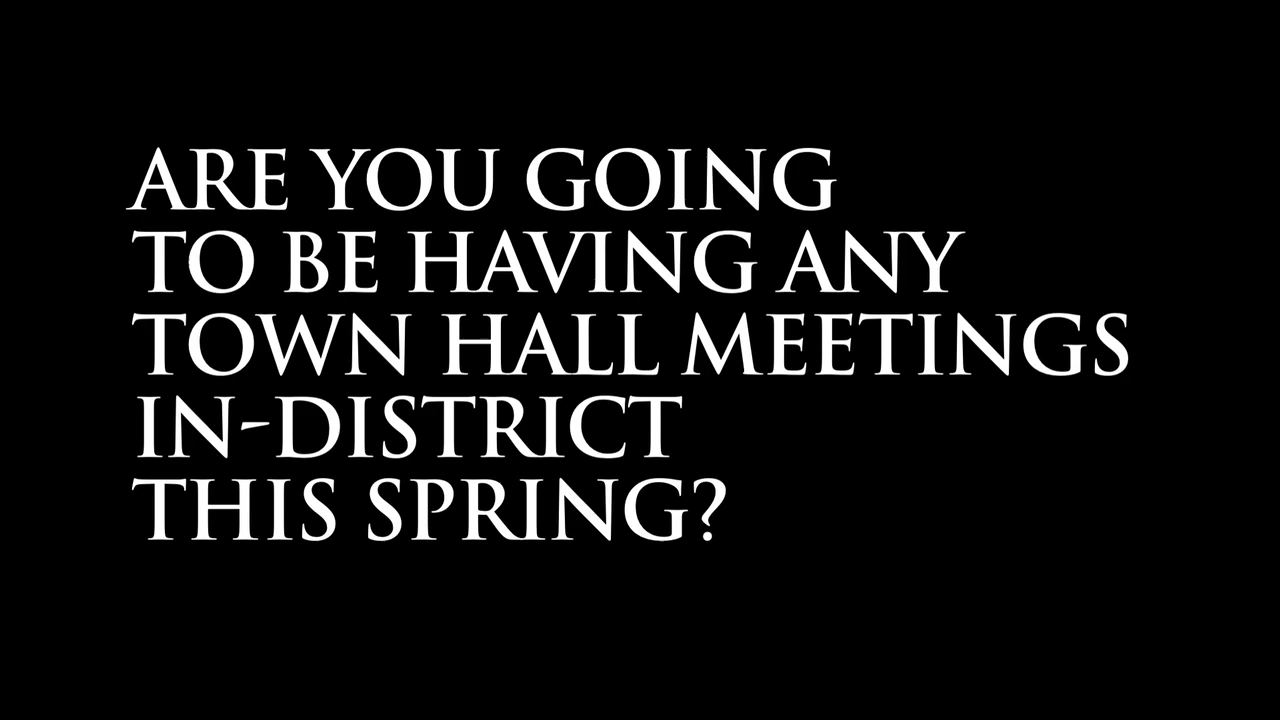 ARE YOU GOING
TO BE HAVING ANY
TOWN HALL MEETINGS
IN-DISTRICT
THIS SPRING?